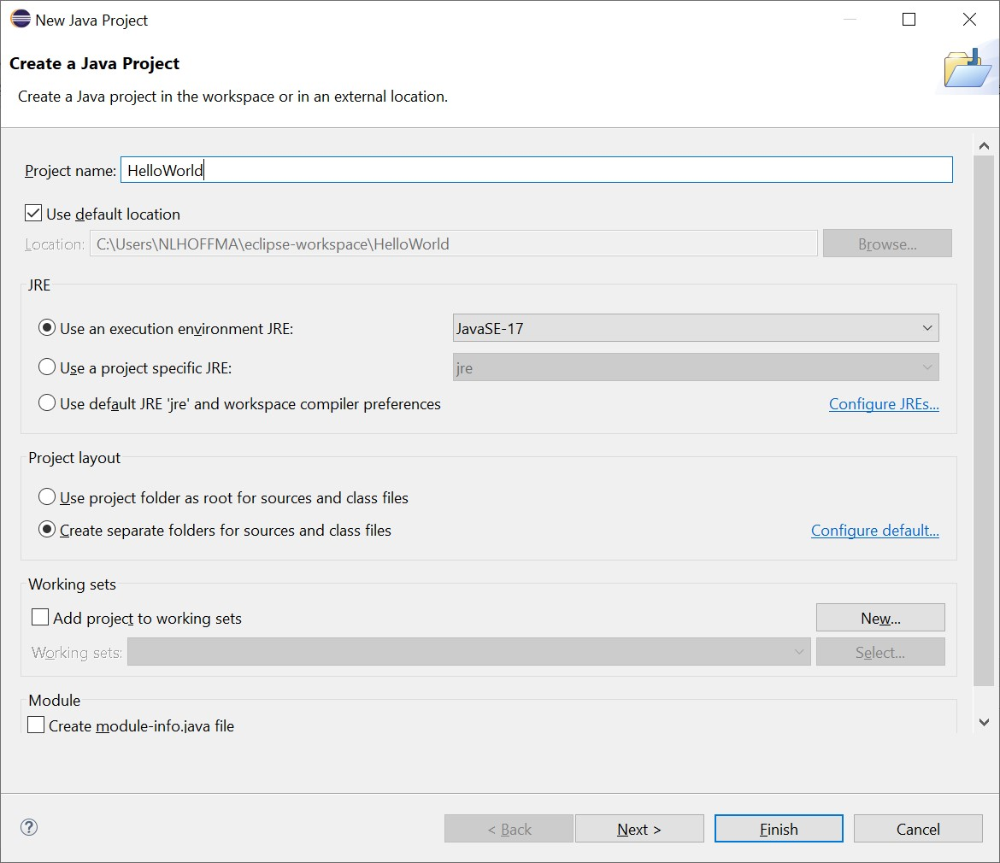 New Java Project
Create a Java Project
Create a Java project in the workspace or in an external location.
Project name: HelloWorld
Use default location
Location: C:\Users\NLHOFFMA\eclipse-workspace\HelloWorld Browse...
JRE
Use an execution environment JRE: JavaSE-17
Use a project specific JRE: jre
Use default JRE 'jre' and workspace compiler preferences Configure JREs...
Project layout
Use project folder as root for sources and class files
Create separate folders for sources and class files Configure default...
Working sets
Add project to working sets New...
Working sets: Select...
Module
Create module-info.java file
? < Back Next > Finish Cancel